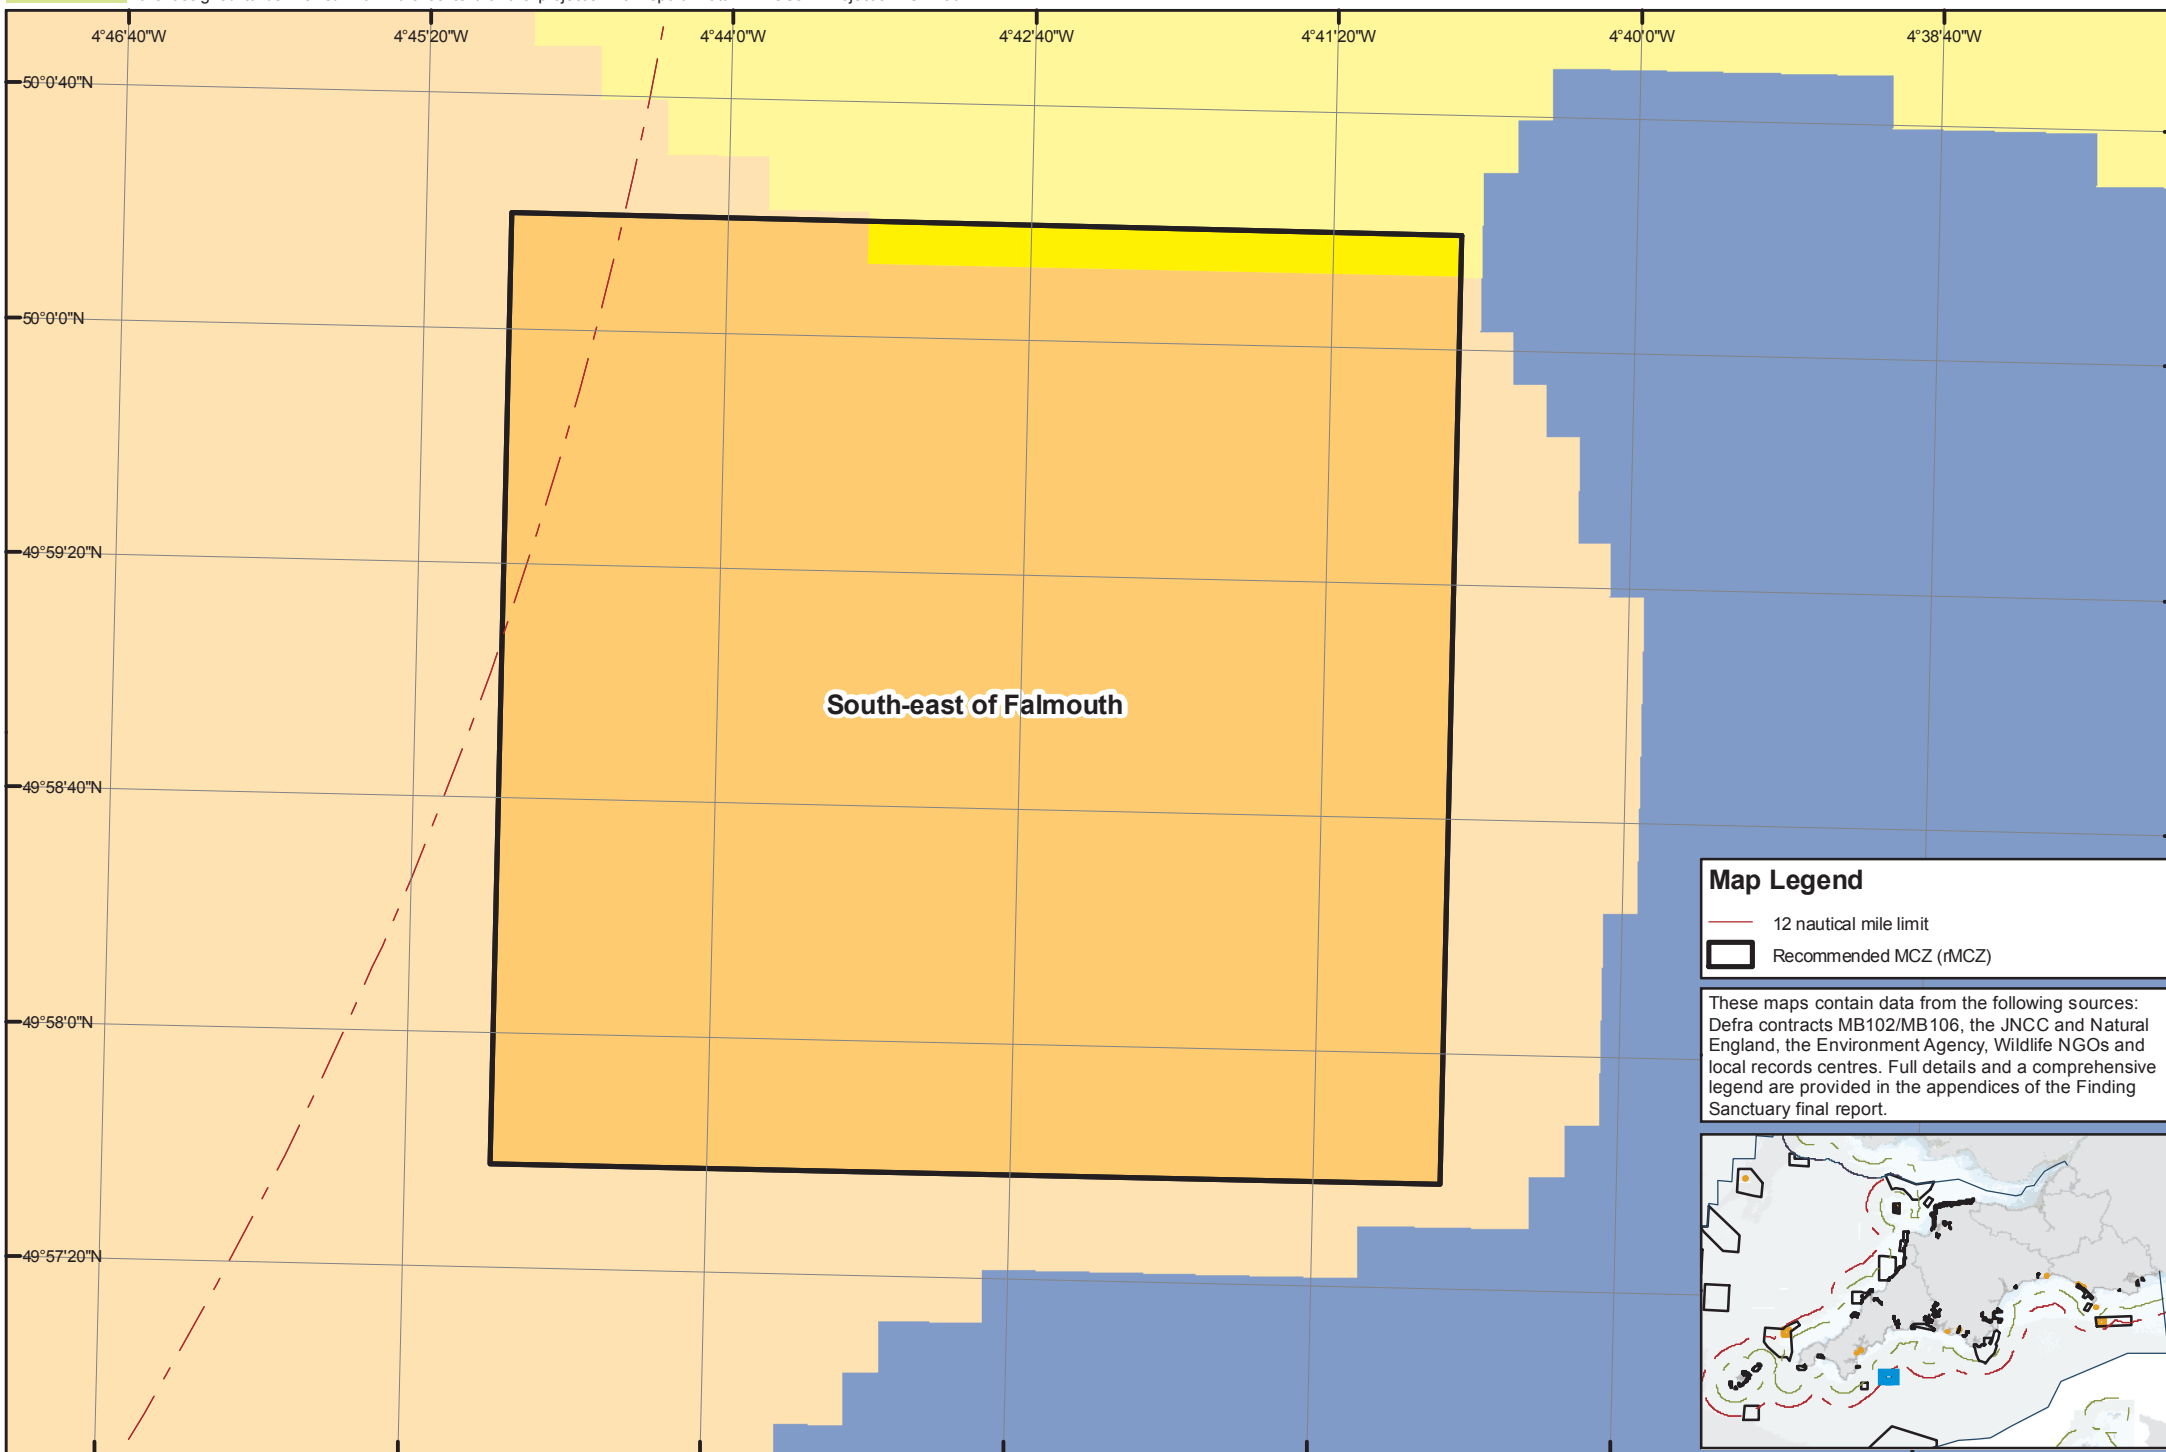 4°46'40"W 4°45'20"W 4°44'0"W 4°42'40"W 4°41'20"W 4°40'0"W 4°38'40"W
50°0'40"N
50°0'0"N
49°59'20"N
South-east of Falmouth
49°58'40"N
49°58'0"N
49°57'20"N
Map Legend
12 nautical mile limit
Recommended MCZ (rMCZ)
These maps contain data from the following sources:
Defra contracts MB102/MB106, the JNCC and Natural
England, the Environment Agency, Wildlife NGOs and
local records centres. Full details and a comprehensive
legend are provided in the appendices of the Finding
Sanctuary final report.